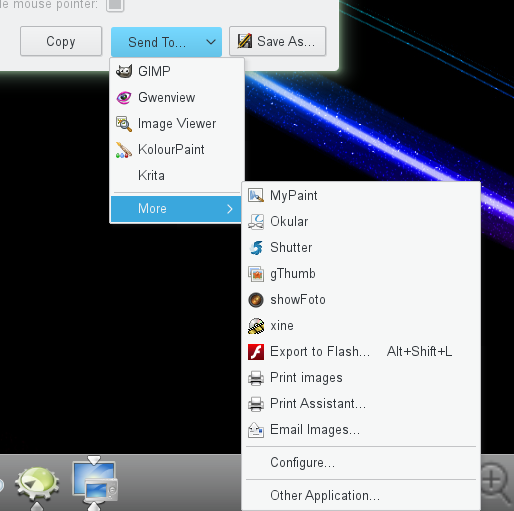 le mouse pointer:
Copy
Send To...
Save As...
GIMP
Gwenview
Image Viewer
KolourPaint
Krita
More
MyPaint
Okular
Shutter
gThumb
showFoto
xine
Export to Flash... Alt+Shift+L
Print images
Print Assistant...
Email Images...
Configure...
Other Application...